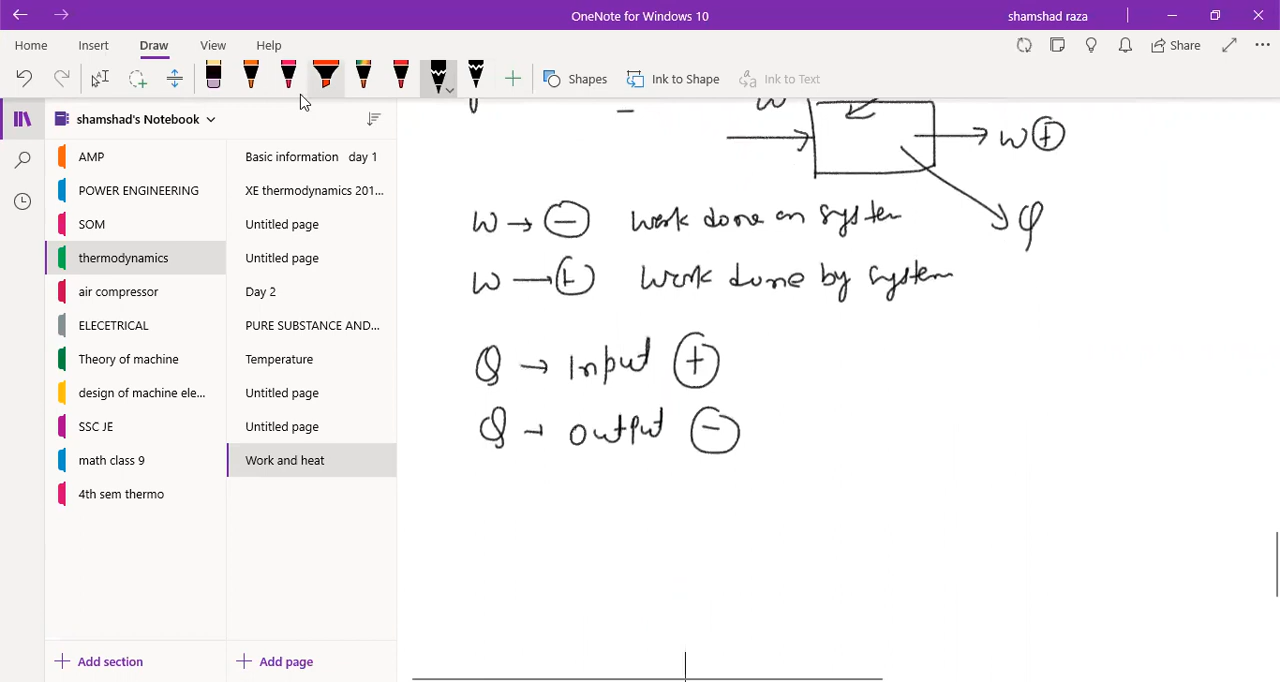 OneNote for Windows 10
shamshad raza
Home Insert Draw View Help
Share
Shapes
Ink to Shape
Ink to Text
shamshad's Notebook
AMP
POWER ENGINEERING
SOM
thermodynamics
air compressor
ELECETRICAL
Theory of machine
design of machine ele...
SSC JE
math class 9
4th sem thermo
Add section
Basic information day 1
XE thermodynamics 201...
Untitled page
Untitled page
Day 2
PURE SUBSTANCE AND...
Temperature
Untitled page
Untitled page
Work and heat
Add page
W
W +
φ
W → - Work done on system
W → + Work done by system
Q → Input +
Q → output -